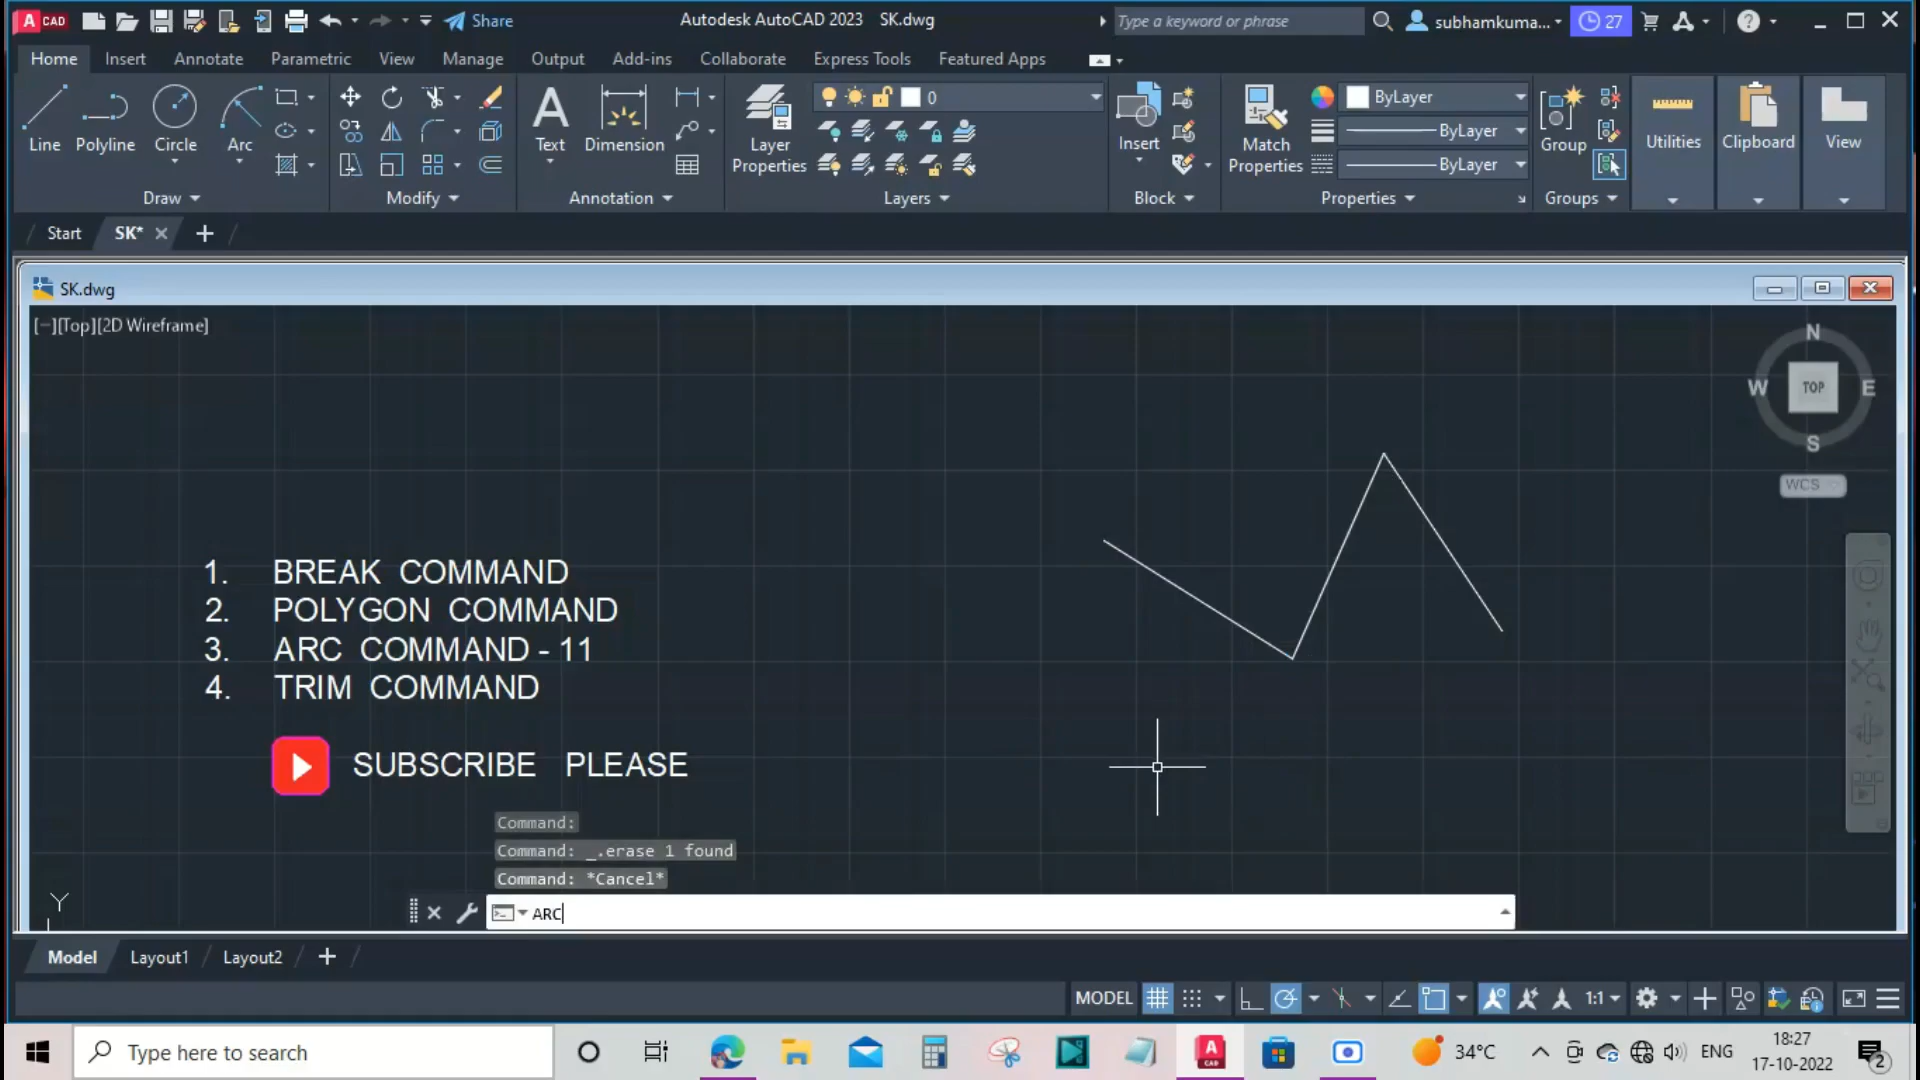 A CAD
Share
Autodesk AutoCAD 2023 SK.dwg
Type a keyword or phrase
subhamkuma...
27
Home Insert Annotate Parametric View Manage Output Add-ins Collaborate Express Tools Featured Apps
Line Polyline Circle Arc
Text Dimension
Layer Properties
0
Insert
Match Properties
ByLayer
ByLayer
ByLayer
Group
Utilities
Clipboard
View
Draw
Modify
Annotation
Layers
Block
Properties
Groups
Start SK*
SK.dwg
[−][Top][2D Wireframe]
N
W TOP E
S
WCS
1. BREAK COMMAND
2. POLYGON COMMAND
3. ARC COMMAND - 11
4. TRIM COMMAND
SUBSCRIBE PLEASE
Command:
Command: _.erase 1 found
Command: *Cancel*
Y
ARC
Model Layout1 Layout2
MODEL
1:1
Type here to search
A CAD
34°C
ENG
18:27
17-10-2022
2